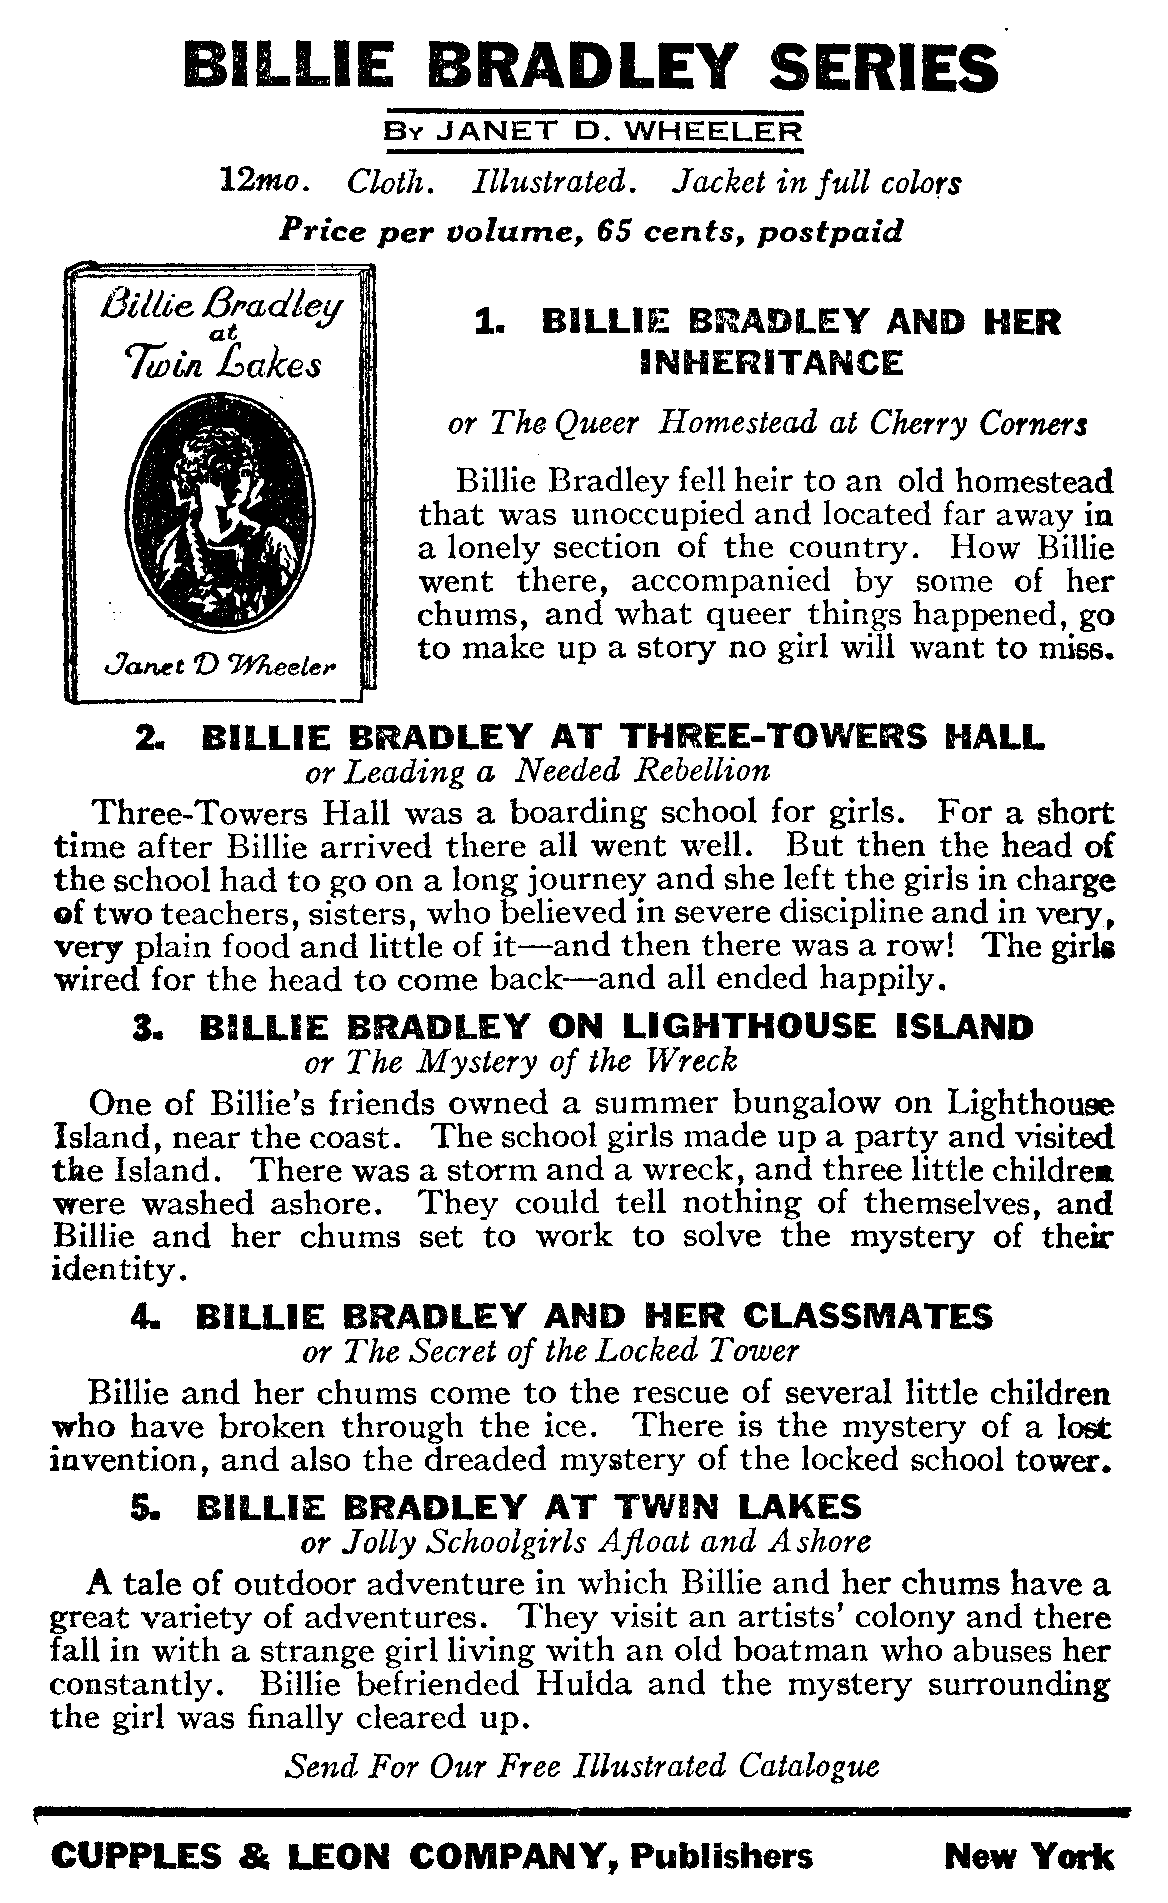 BILLIE BRADLEY SERIES
By JANET D. WHEELER
12mo. Cloth. Illustrated. Jacket in full colors
Price per volume, 65 cents, postpaid
Billie Bradley
at
Twin Lakes
Janet D Wheeler
1. BILLIE BRADLEY AND HER
INHERITANCE
or The Queer Homestead at Cherry Corners
Billie Bradley fell heir to an old homestead
that was unoccupied and located far away in
a lonely section of the country. How Billie
went there, accompanied by some of her
chums, and what queer things happened, go
to make up a story no girl will want to miss.
2. BILLIE BRADLEY AT THREE-TOWERS HALL
or Leading a Needed Rebellion
Three-Towers Hall was a boarding school for girls. For a short
time after Billie arrived there all went well. But then the head of
the school had to go on a long journey and she left the girls in charge
of two teachers, sisters, who believed in severe discipline and in very,
very plain food and little of it—and then there was a row! The girls
wired for the head to come back—and all ended happily.
3. BILLIE BRADLEY ON LIGHTHOUSE ISLAND
or The Mystery of the Wreck
One of Billie's friends owned a summer bungalow on Lighthouse
Island, near the coast. The school girls made up a party and visited
the Island. There was a storm and a wreck, and three little children
were washed ashore. They could tell nothing of themselves, and
Billie and her chums set to work to solve the mystery of their
identity.
4. BILLIE BRADLEY AND HER CLASSMATES
or The Secret of the Locked Tower
Billie and her chums come to the rescue of several little children
who have broken through the ice. There is the mystery of a lost
invention, and also the dreaded mystery of the locked school tower.
5. BILLIE BRADLEY AT TWIN LAKES
or Jolly Schoolgirls Afloat and Ashore
A tale of outdoor adventure in which Billie and her chums have a
great variety of adventures. They visit an artists' colony and there
fall in with a strange girl living with an old boatman who abuses her
constantly. Billie befriended Hulda and the mystery surrounding
the girl was finally cleared up.
Send For Our Free Illustrated Catalogue
CUPPLES & LEON COMPANY, Publishers New York